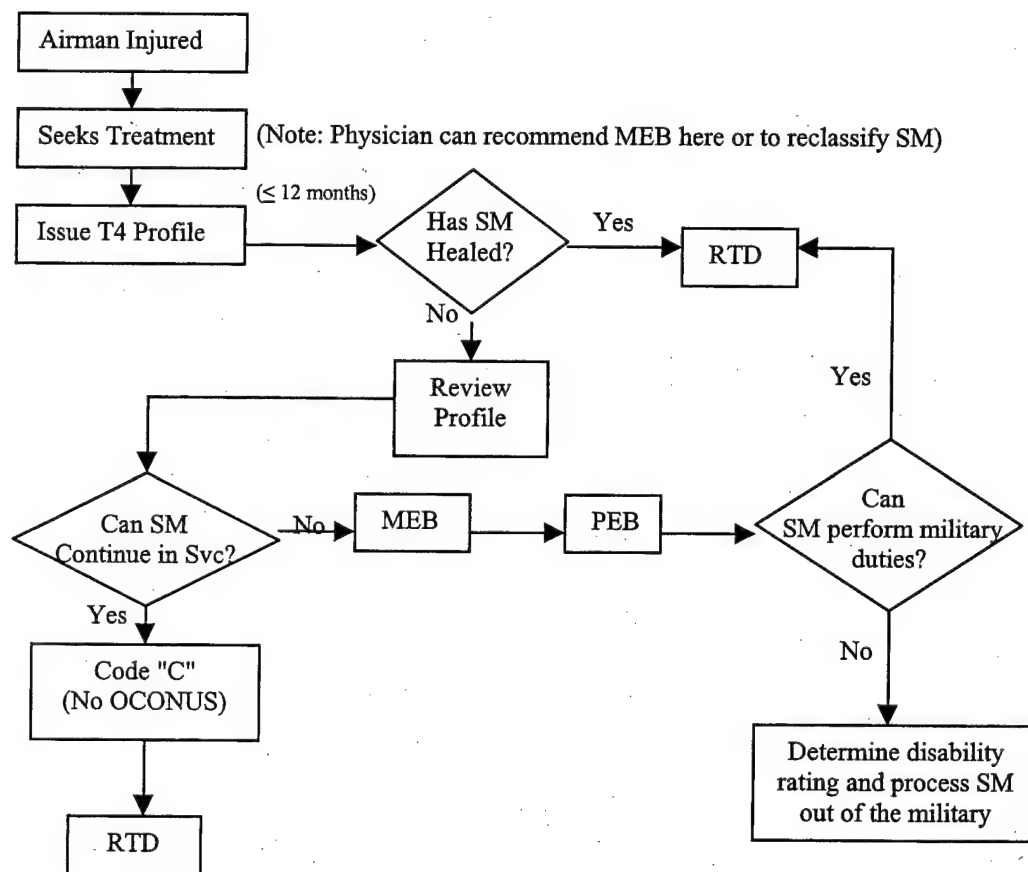 Airman Injured
Seeks Treatment
(Note: Physician can recommend MEB here or to reclassify SM)
(≤ 12 months)
Issue T4 Profile
Has SM
Healed?
Yes
RTD
No
Review
Profile
Yes
Can SM
Continue in Svc?
No
MEB
PEB
Can
SM perform military
duties?
Yes
No
Code "C"
(No OCONUS)
Determine disability
rating and process SM
out of the military
RTD